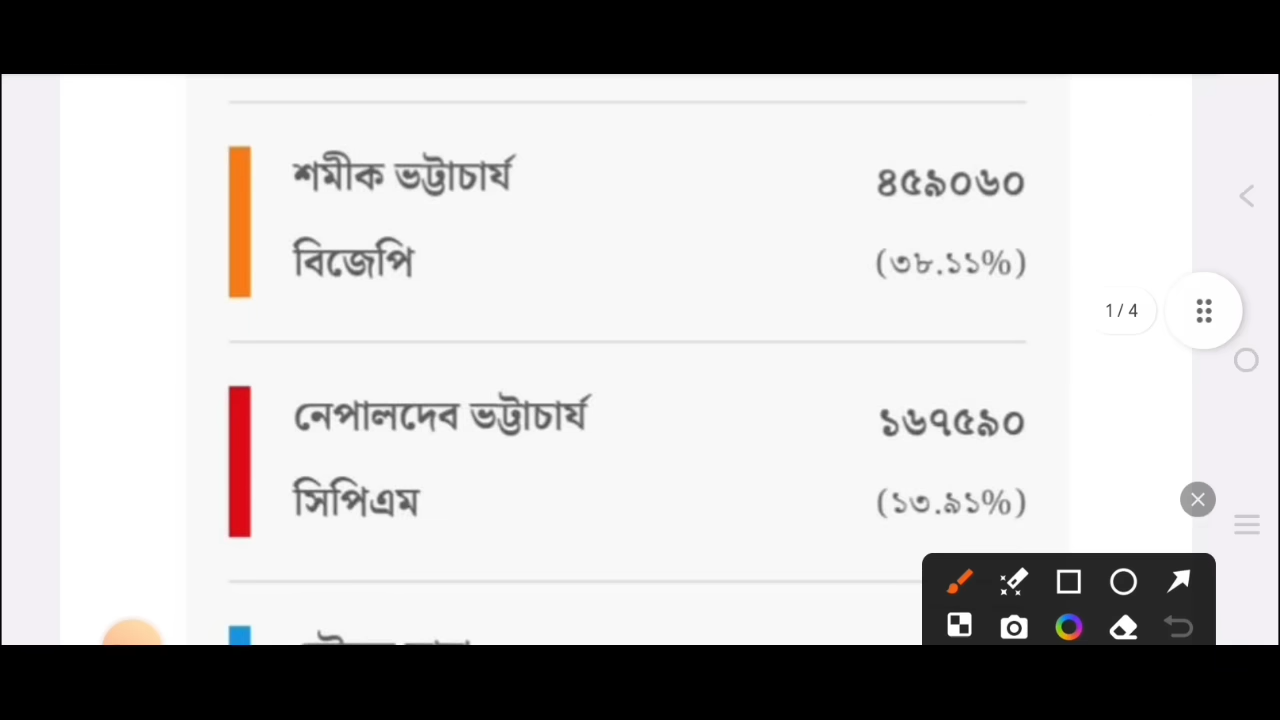 শমীক ভট্টাচার্য ৪৫৯০৬০
বিজেপি (৩৮.১১%)
1 / 4
নেপালদেব ভট্টাচার্য ১৬৭৫৯০
সিপিএম (১৩.৯১%)